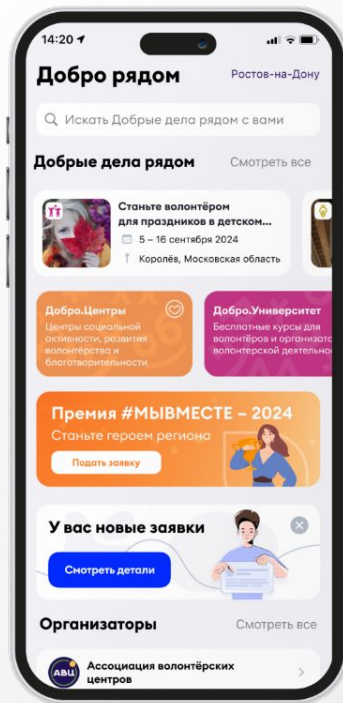 14:20
Добро рядом
Ростов-на-Дону
Искать Добрые дела рядом с вами
Добрые дела рядом
Смотреть все
Станьте волонтёром
для праздников в детском...
5 – 16 сентября 2024
Королёв, Московская область
Добро.Центры
Центры социальной
активности, развития
волонтёрства и
благотворительности
Добро.Университет
Бесплатные курсы для
волонтёров и организато
волонтерской деятельно
Премия #МЫВМЕСТЕ – 2024
Станьте героем региона
Подать заявку
У вас новые заявки
Смотреть детали
Организаторы
Смотреть все
АВЦ
Ассоциация волонтёрских
центров